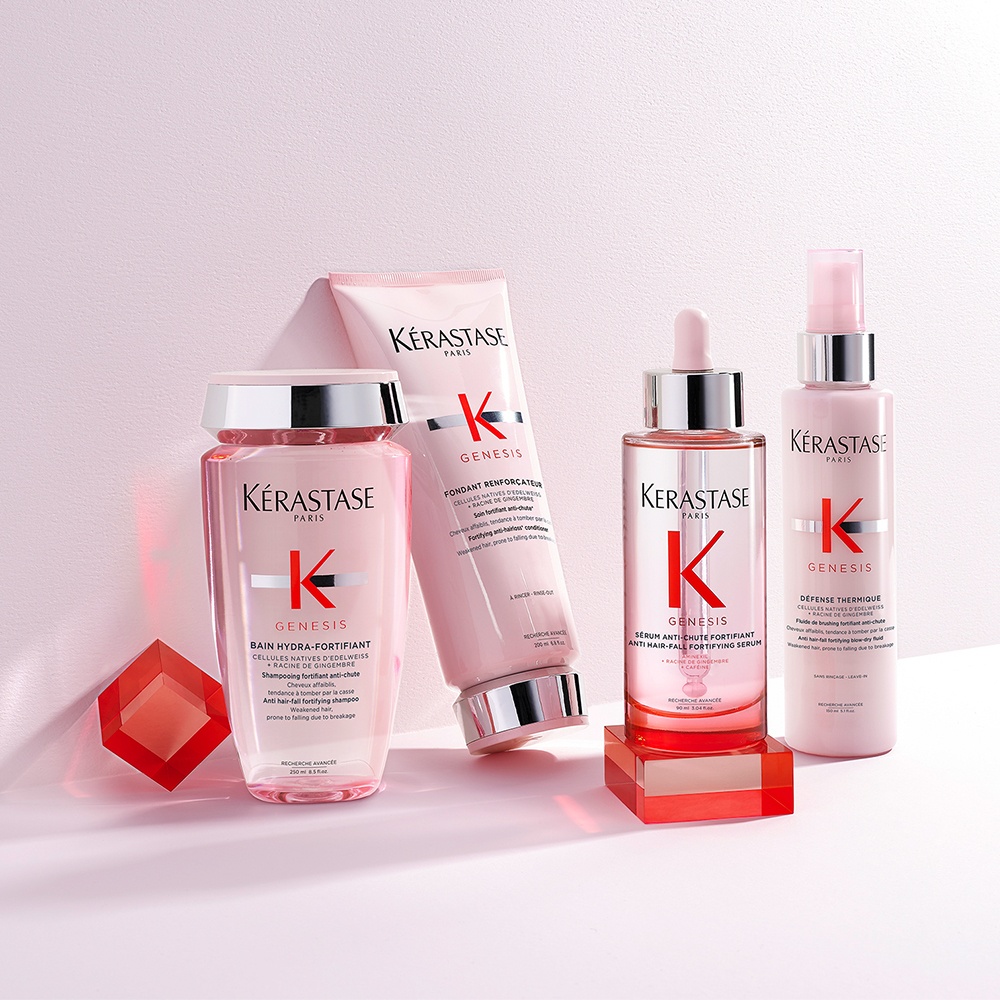 KÉRASTASE
PARIS
K
GENESIS
BAIN HYDRA-FORTIFIANT
CELLULES NATIVES D'EDELWEISS
+ RACINE DE GINGEMBRE
Shampooing fortifiant anti-chute
Cheveux affaiblis,
tendance à tomber par la casse
Anti hair-fall fortifying shampoo
Weakened hair,
prone to falling due to breakage
RECHERCHE AVANCÉE
250 ml 8.5 fl.oz.
KÉRASTASE
PARIS
K
GENESIS
FONDANT RENFORÇATEUR
CELLULES NATIVES D'EDELWEISS
+ RACINE DE GINGEMBRE
Soin fortifiant anti-chute*
Cheveux affaiblis, tendance à tomber par la
Fortifying anti-hairloss* conditioner
Weakened hair, prone to falling due to
À RINCER - RINSE-OUT
RECHERCHE AVANCÉE
200 ml 6.8 fl.oz.
KÉRASTASE
PARIS
K
GENESIS
SÉRUM ANTI-CHUTE FORTIFIANT
ANTI HAIR-FALL FORTIFYING SERUM
AMINEXIL
+ RACINE DE GINGEMBRE
+ CAFÉINE
RECHERCHE AVANCÉE
90 ml 3.04 fl.oz.
KÉRASTASE
PARIS
K
GENESIS
DÉFENSE THERMIQUE
CELLULES NATIVES D'EDELWEISS
+ RACINE DE GINGEMBRE
Fluide de brushing fortifiant anti-chute
Cheveux affaiblis, tendance à tomber par la casse
Anti hair-fall fortifying blow-dry fluid
Weakened hair, prone to falling due to breakage
SANS RINÇAGE - LEAVE-IN
RECHERCHE AVANCÉE
150 ml 5.1 fl.oz.